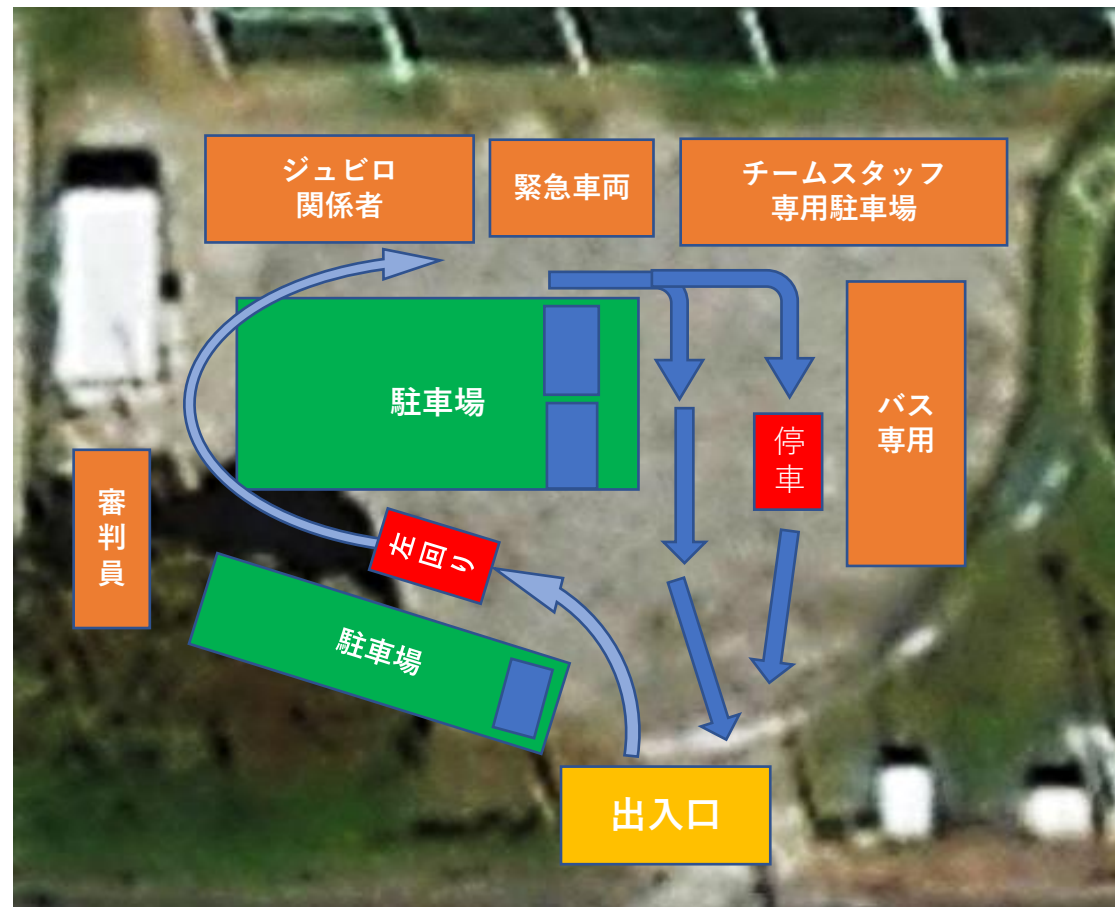 ジュビロ
関係者
緊急車両
チームスタッフ
専用駐車場
駐車場
停車
バス
専用
審判員
左回り
駐車場
出入口